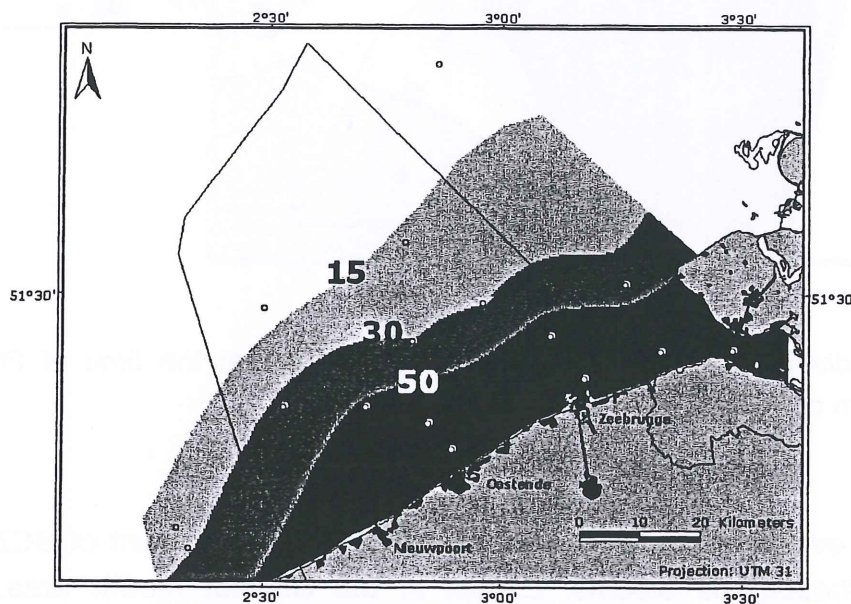 2°30' 3°00' 3°30'
N
15
51°30' 51°30'
30
50
Zeebrugge
Oostende
0 10 20 Kilometers
Nieuwpoort
Projection: UTM 31
2°30' 3°00' 3°30'